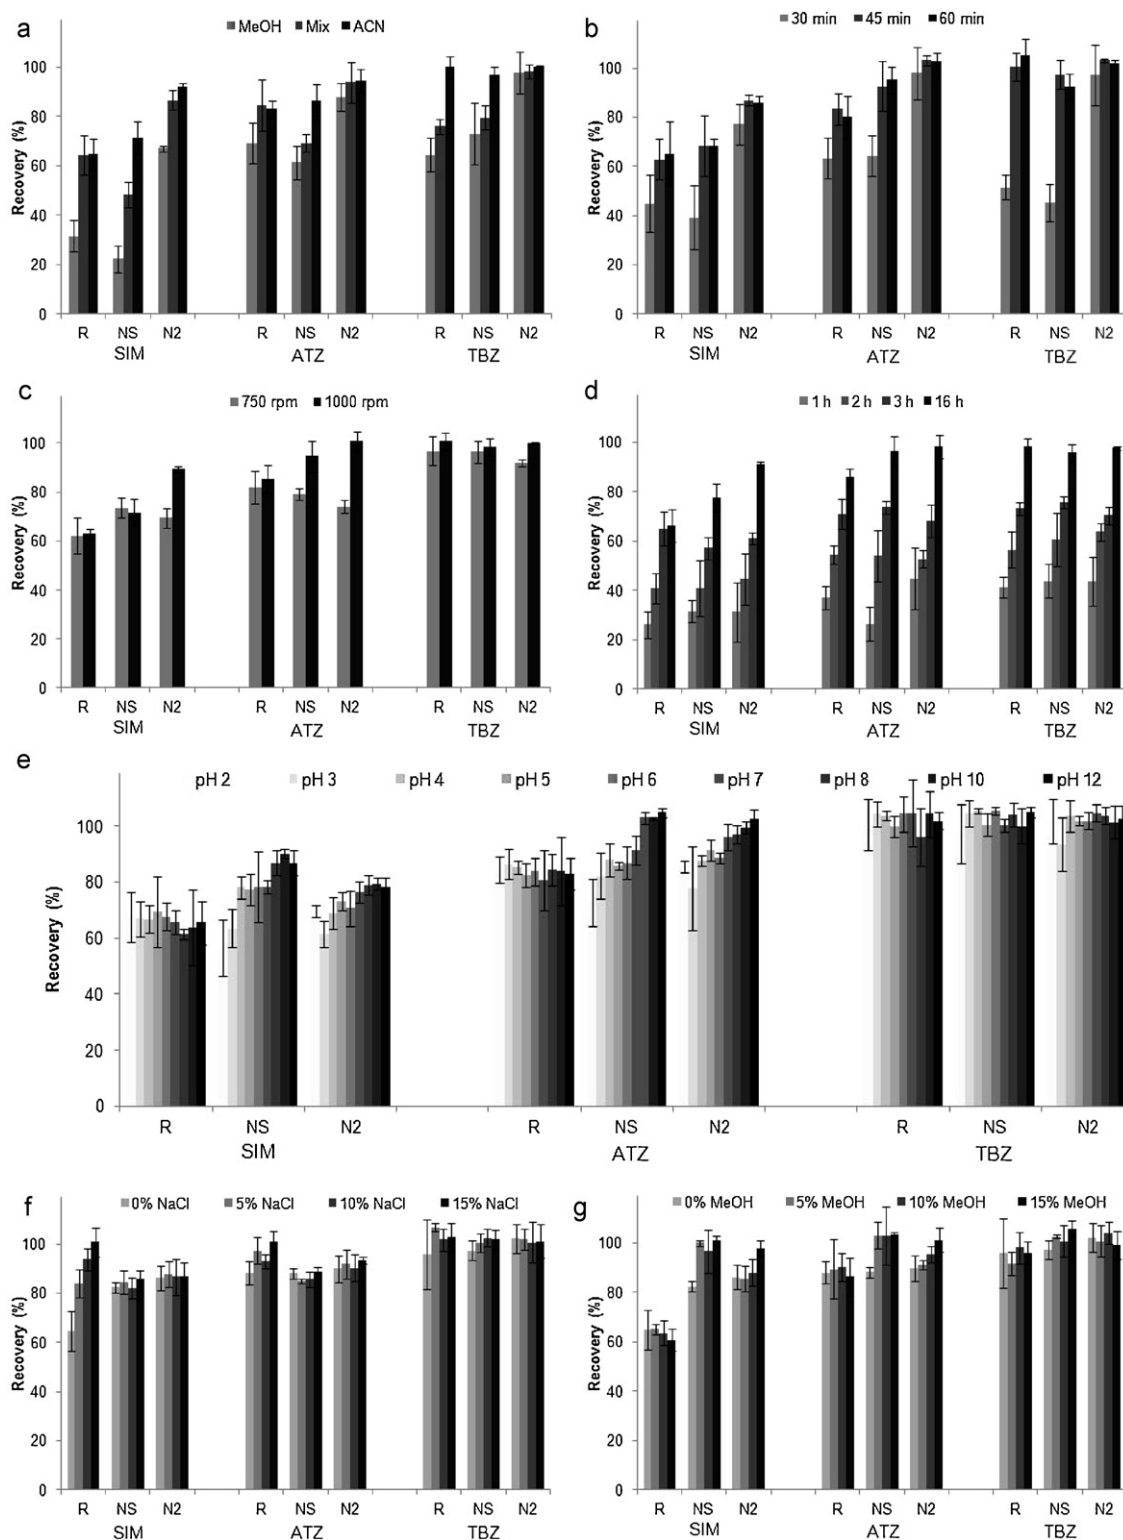 a
MeOH Mix ACN
Recovery (%)
100
80
60
40
20
0
R NS N2 R NS N2 R NS N2
SIM ATZ TBZ
b
30 min 45 min 60 min
Recovery (%)
100
80
60
40
20
0
R NS N2 R NS N2 R NS N2
SIM ATZ TBZ
c
750 rpm 1000 rpm
Recovery (%)
100
80
60
40
20
0
R NS N2 R NS N2 R NS N2
SIM ATZ TBZ
d
1 h 2 h 3 h 16 h
Recovery (%)
100
80
60
40
20
0
R NS N2 R NS N2 R NS N2
SIM ATZ TBZ
e
pH 2 pH 3 pH 4 pH 5 pH 6 pH 7 pH 8 pH 10 pH 12
Recovery (%)
100
80
60
40
20
0
R NS N2 R NS N2 R NS N2
SIM ATZ TBZ
f
0% NaCl 5% NaCl 10% NaCl 15% NaCl
Recovery (%)
100
80
60
40
20
0
R NS N2 R NS N2 R NS N2
SIM ATZ TBZ
g
0% MeOH 5% MeOH 10% MeOH 15% MeOH
Recovery (%)
100
80
60
40
20
0
R NS N2 R NS N2 R NS N2
SIM ATZ TBZ